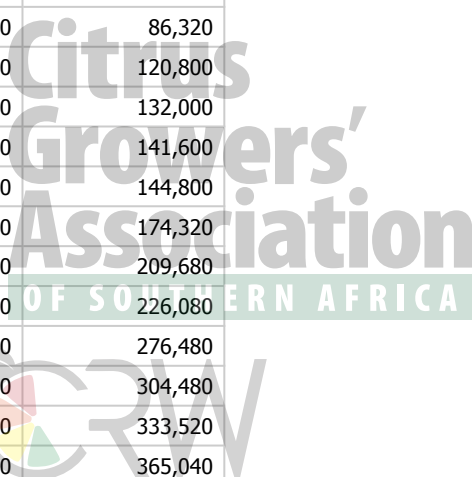 0 86,320
0 120,800
0 132,000
0 141,600
0 144,800
0 174,320
0 209,680
0 226,080
0 276,480
0 304,480
0 333,520
0 365,040
Citrus
Growers'
Association
OF SOUTHERN AFRICA
CRW